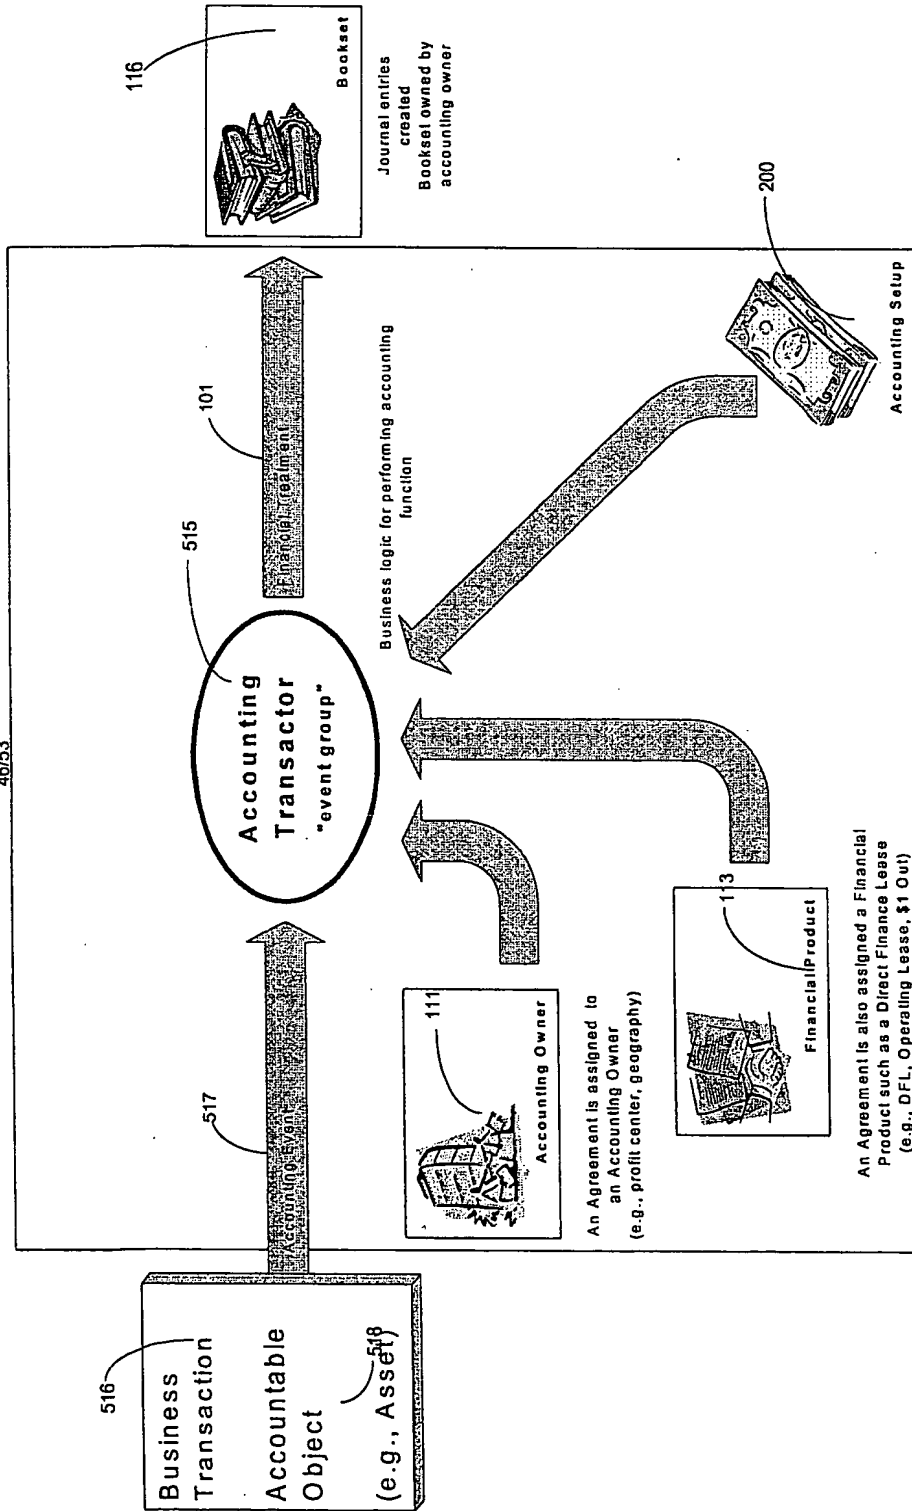 46/53
516
Business
Transaction
Accountable
Object
518
(e.g., Asset)
517
Accounting Event
515
Accounting
Transactor
"event group"
101
Financial Treatment
116
Bookset
Journal entries
created
Bookset owned by
accounting owner
Business logic for performing accounting
function
111
Accounting Owner
An Agreement is assigned to
an Accounting Owner
(e.g., profit center, geography)
113
Financial Product
An Agreement is also assigned a Financial
Product such as a Direct Finance Lease
(e.g., DFL, Operating Lease, $1 Out)
200
Accounting Setup